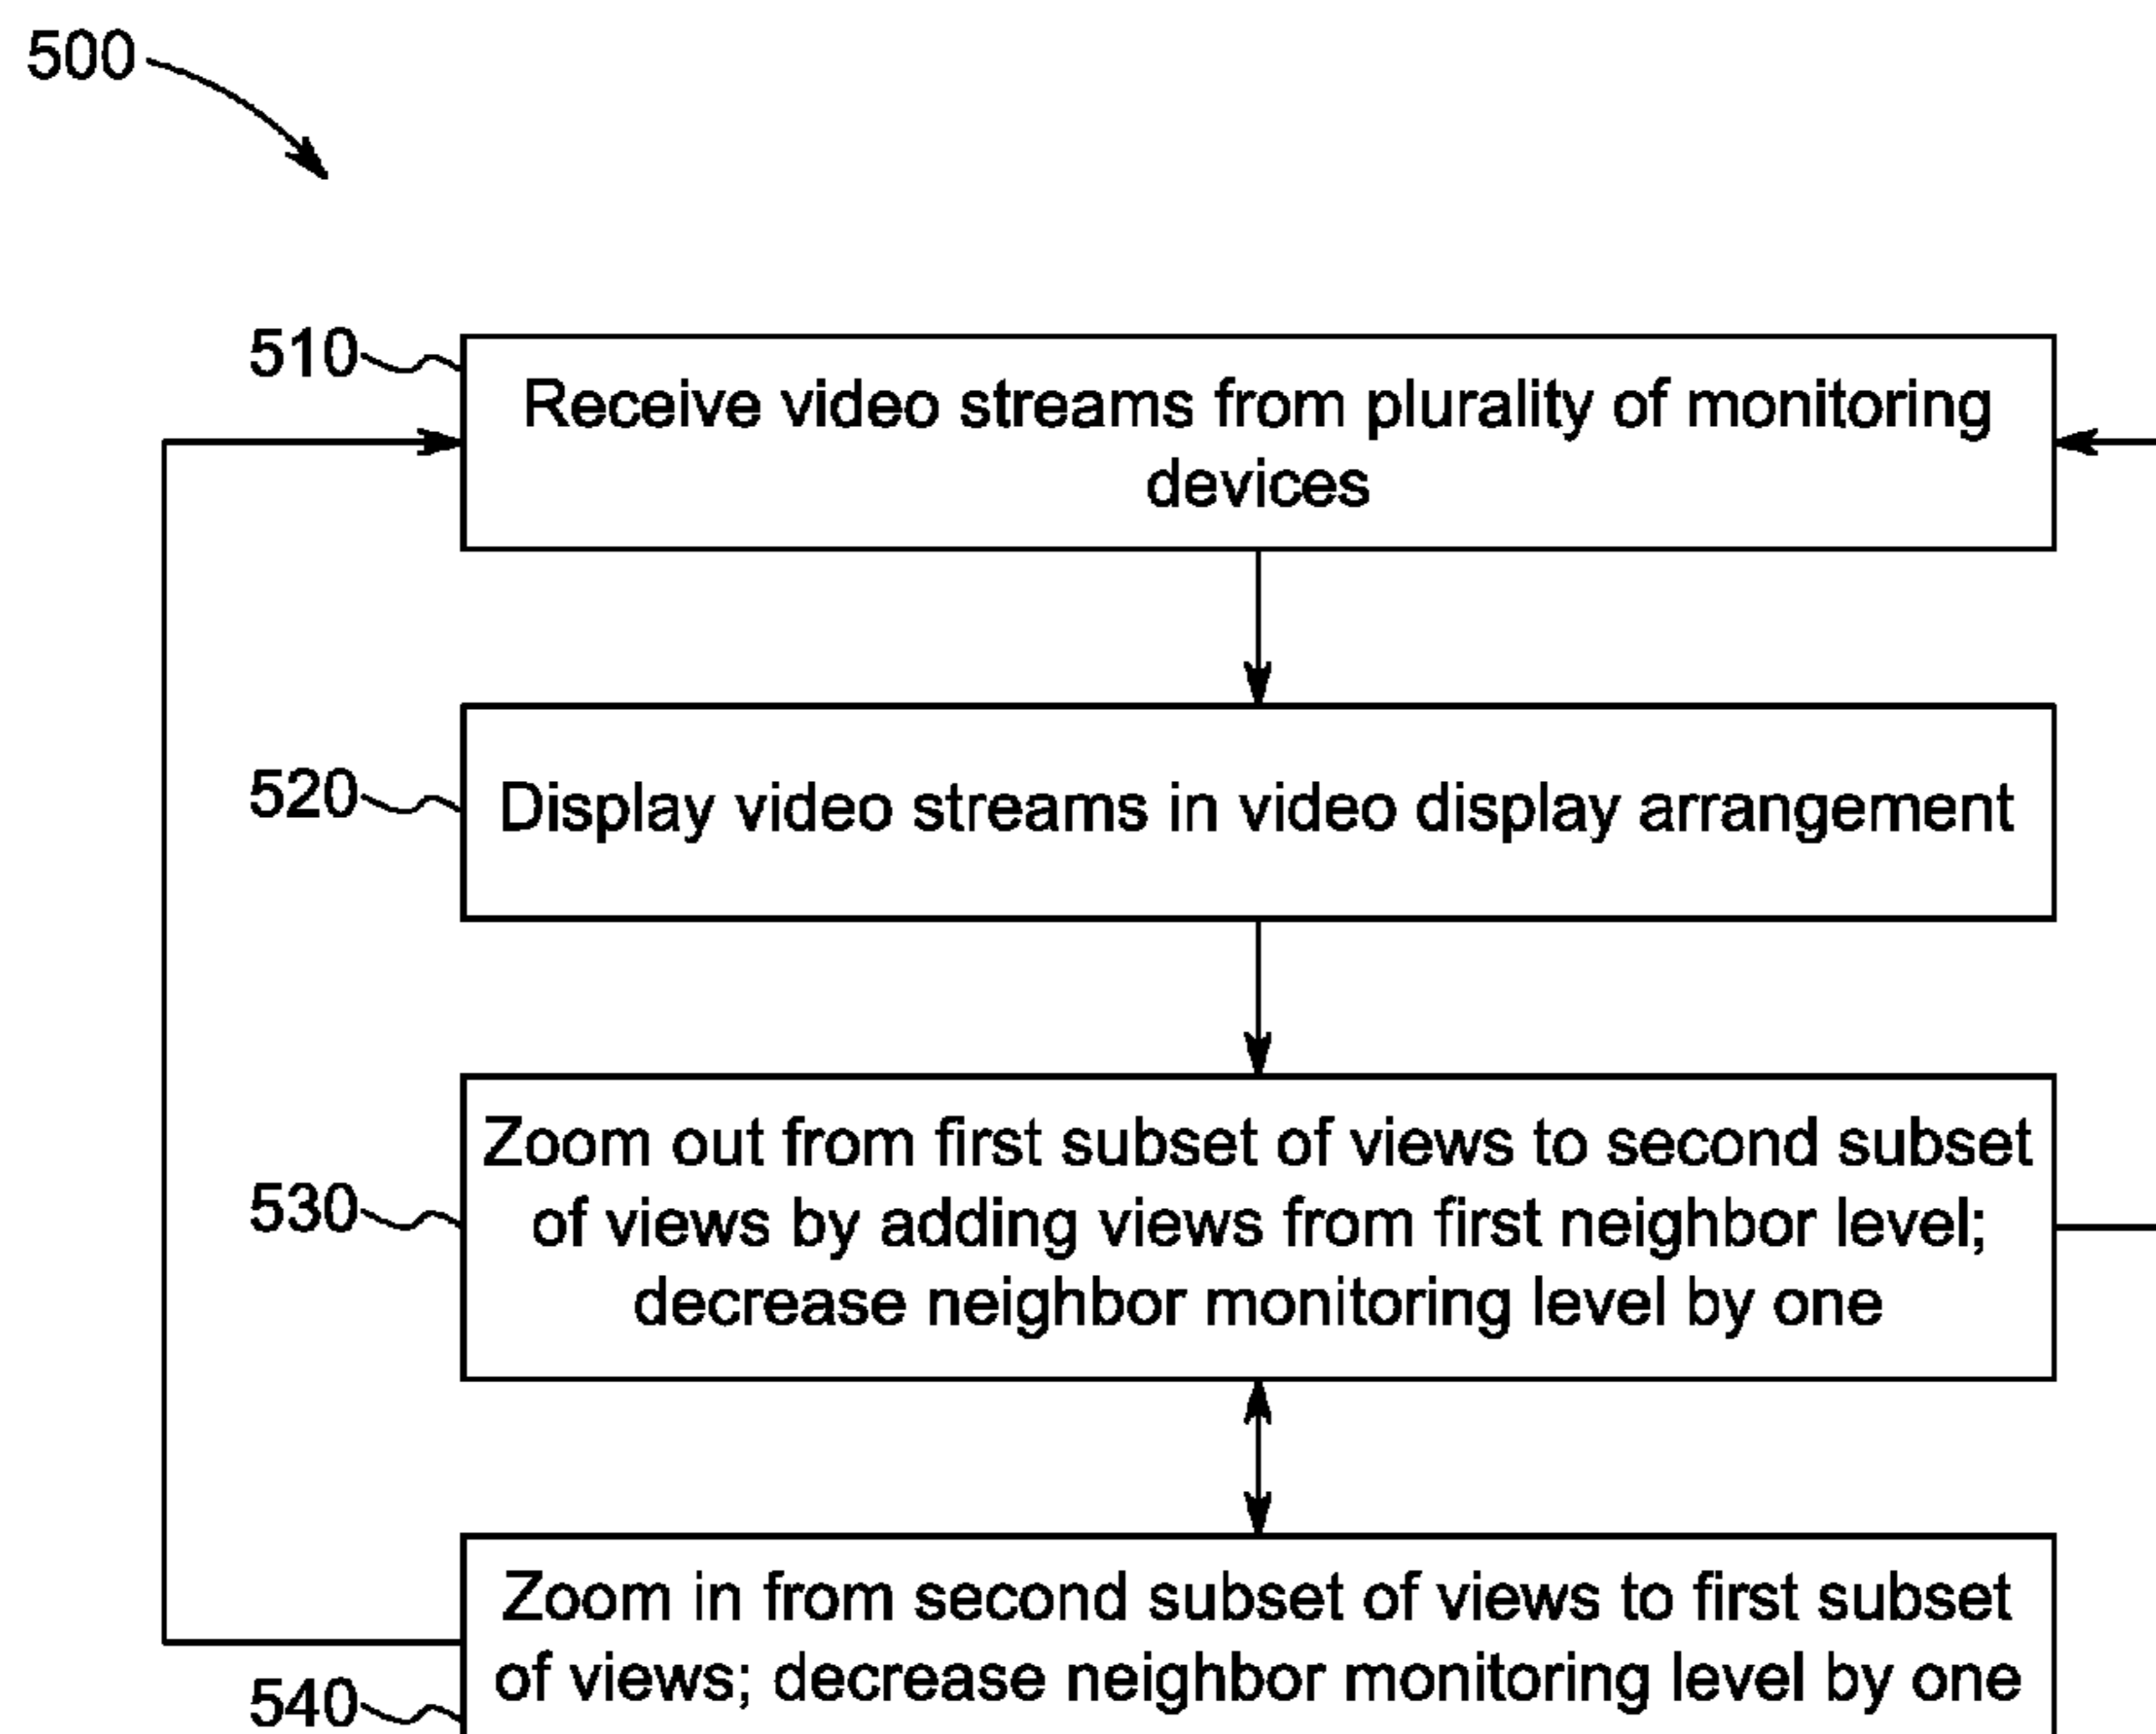 500
510
Receive video streams from plurality of monitoring
devices
520
Display video streams in video display arrangement
530
Zoom out from first subset of views to second subset
of views by adding views from first neighbor level;
decrease neighbor monitoring level by one
540
Zoom in from second subset of views to first subset
of views; decrease neighbor monitoring level by one